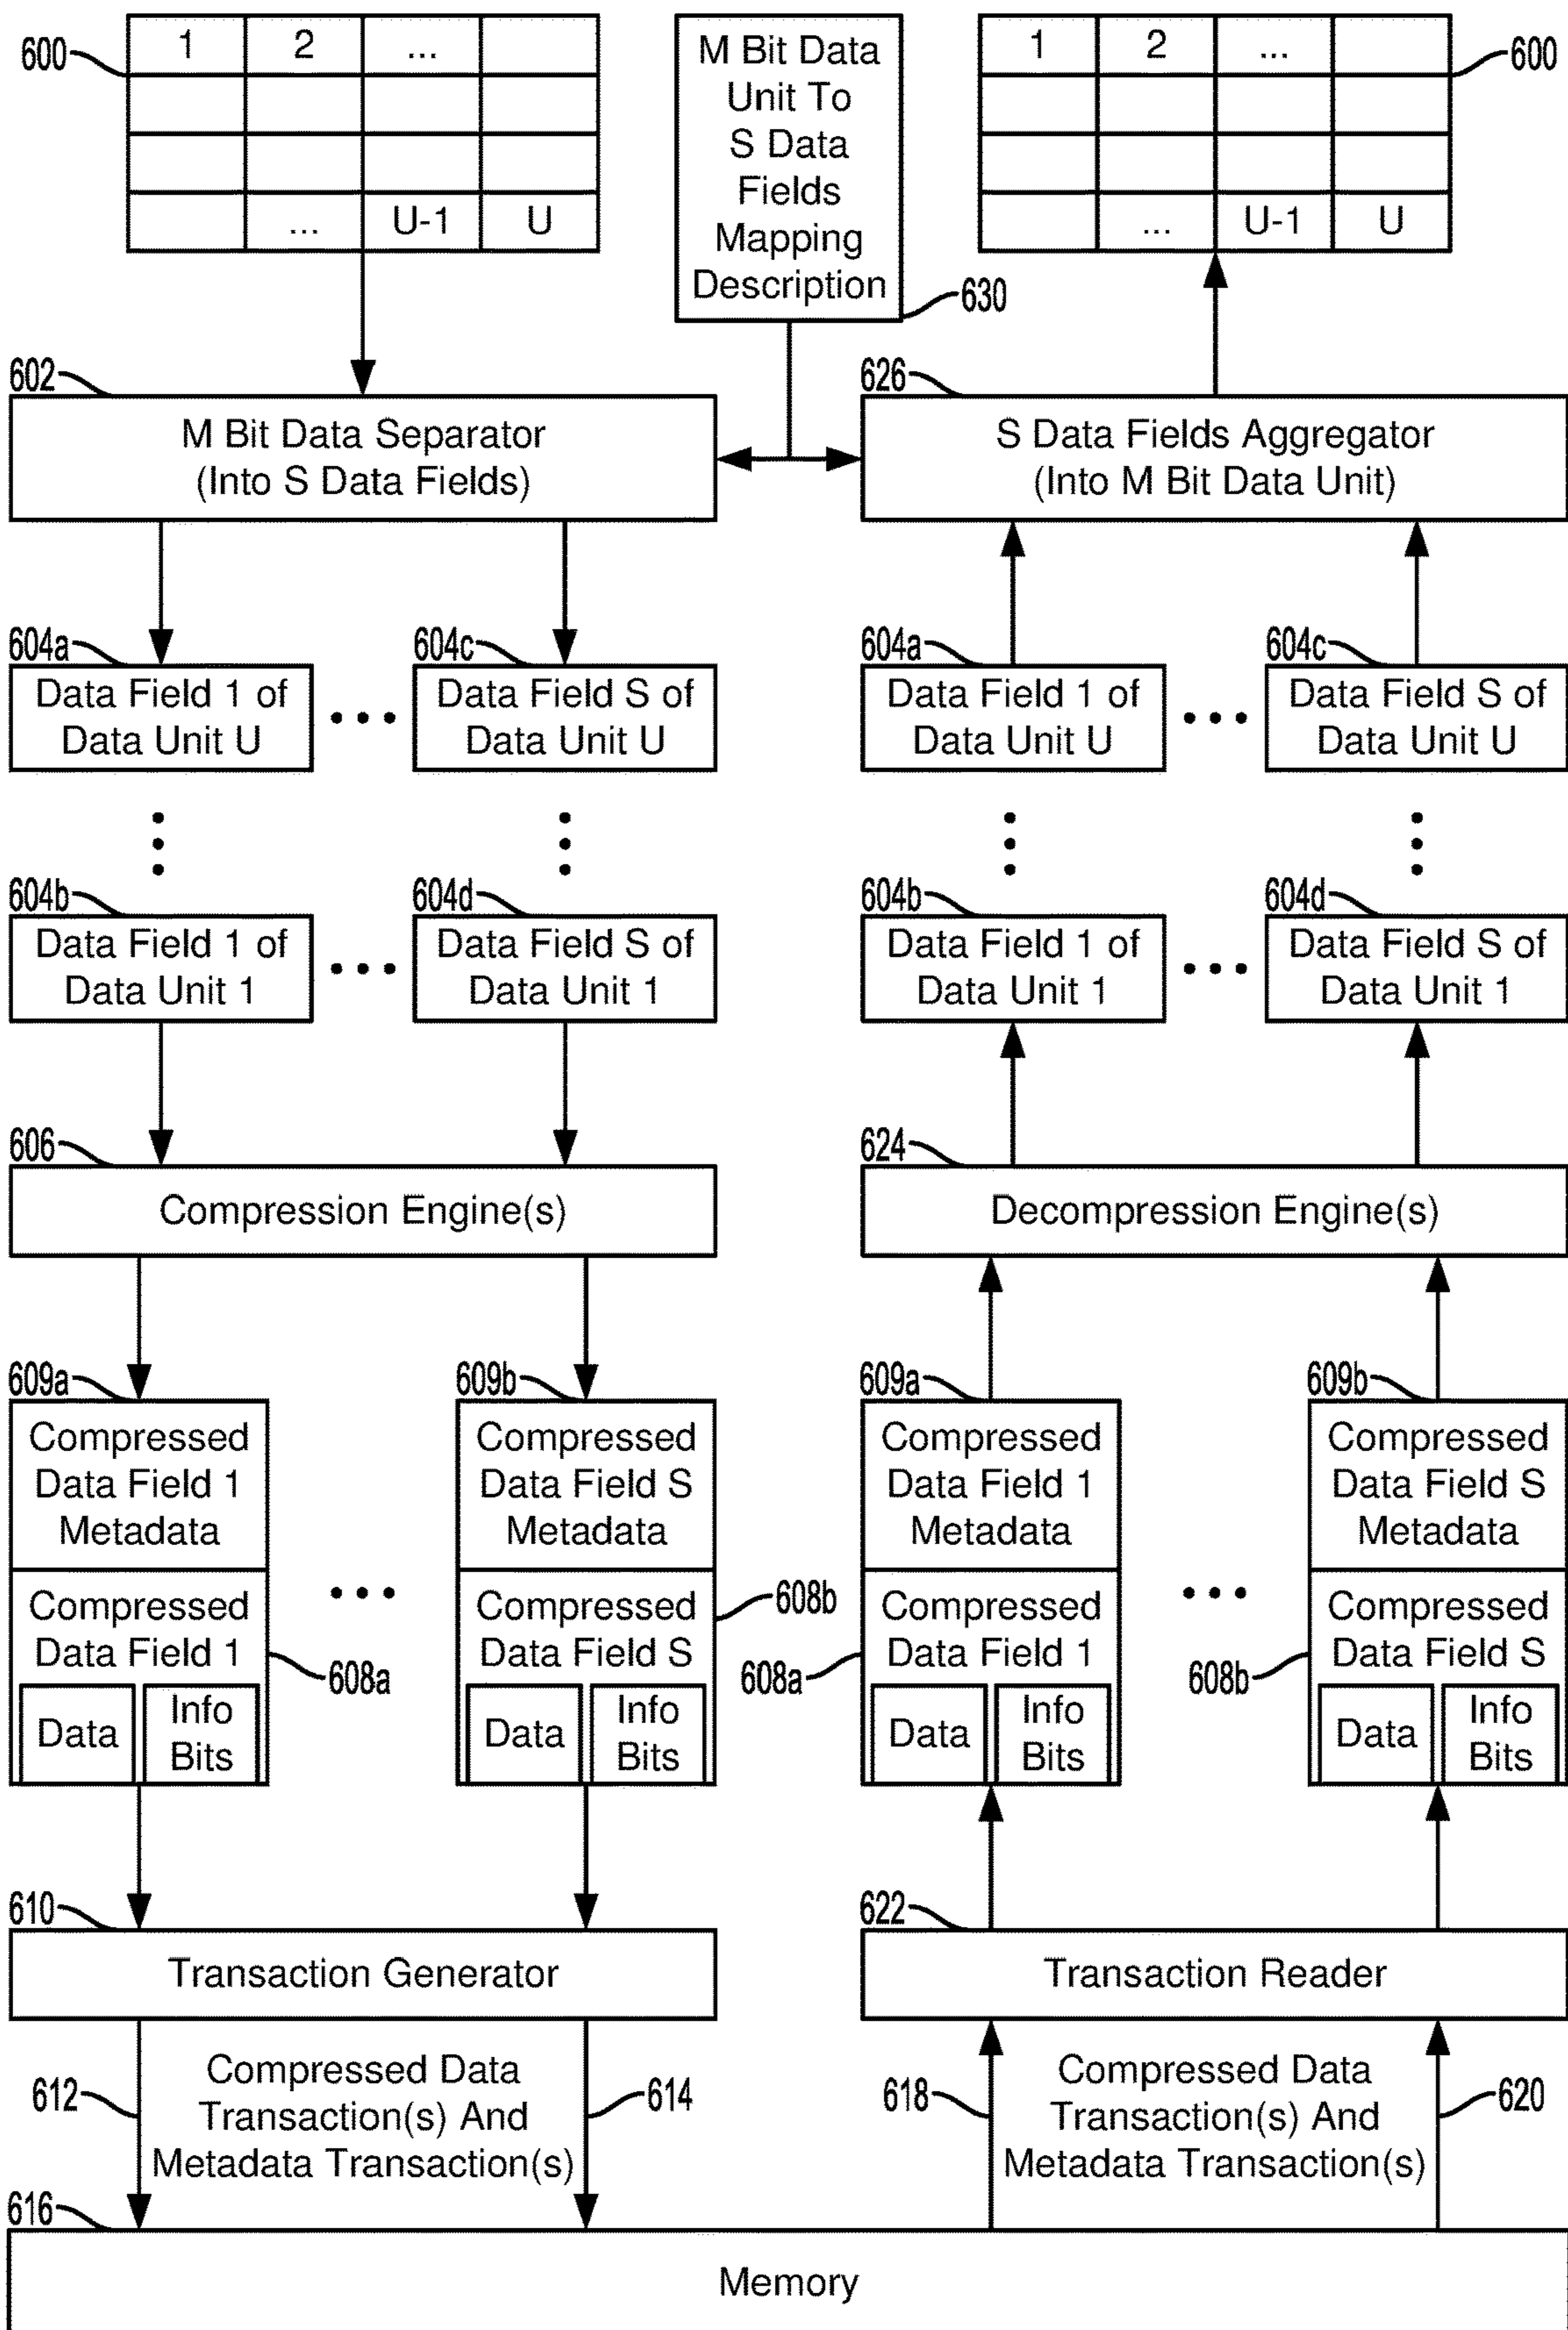 600
1 2 ...
... U-1 U
M Bit Data
Unit To
S Data
Fields
Mapping
Description
630
1 2 ...
... U-1 U
600
602
M Bit Data Separator
(Into S Data Fields)
626
S Data Fields Aggregator
(Into M Bit Data Unit)
604a
Data Field 1 of
Data Unit U
604c
Data Field S of
Data Unit U
604a
Data Field 1 of
Data Unit U
604c
Data Field S of
Data Unit U
604b
Data Field 1 of
Data Unit 1
604d
Data Field S of
Data Unit 1
604b
Data Field 1 of
Data Unit 1
604d
Data Field S of
Data Unit 1
606
Compression Engine(s)
624
Decompression Engine(s)
609a
Compressed
Data Field 1
Metadata
Compressed
Data Field 1
608a
Data
Info
Bits
609b
Compressed
Data Field S
Metadata
Compressed
Data Field S
608b
Data
Info
Bits
609a
Compressed
Data Field 1
Metadata
Compressed
Data Field 1
608a
Data
Info
Bits
609b
Compressed
Data Field S
Metadata
Compressed
Data Field S
608b
Data
Info
Bits
610
Transaction Generator
622
Transaction Reader
612
Compressed Data
Transaction(s) And
Metadata Transaction(s)
614
618
Compressed Data
Transaction(s) And
Metadata Transaction(s)
620
616
Memory